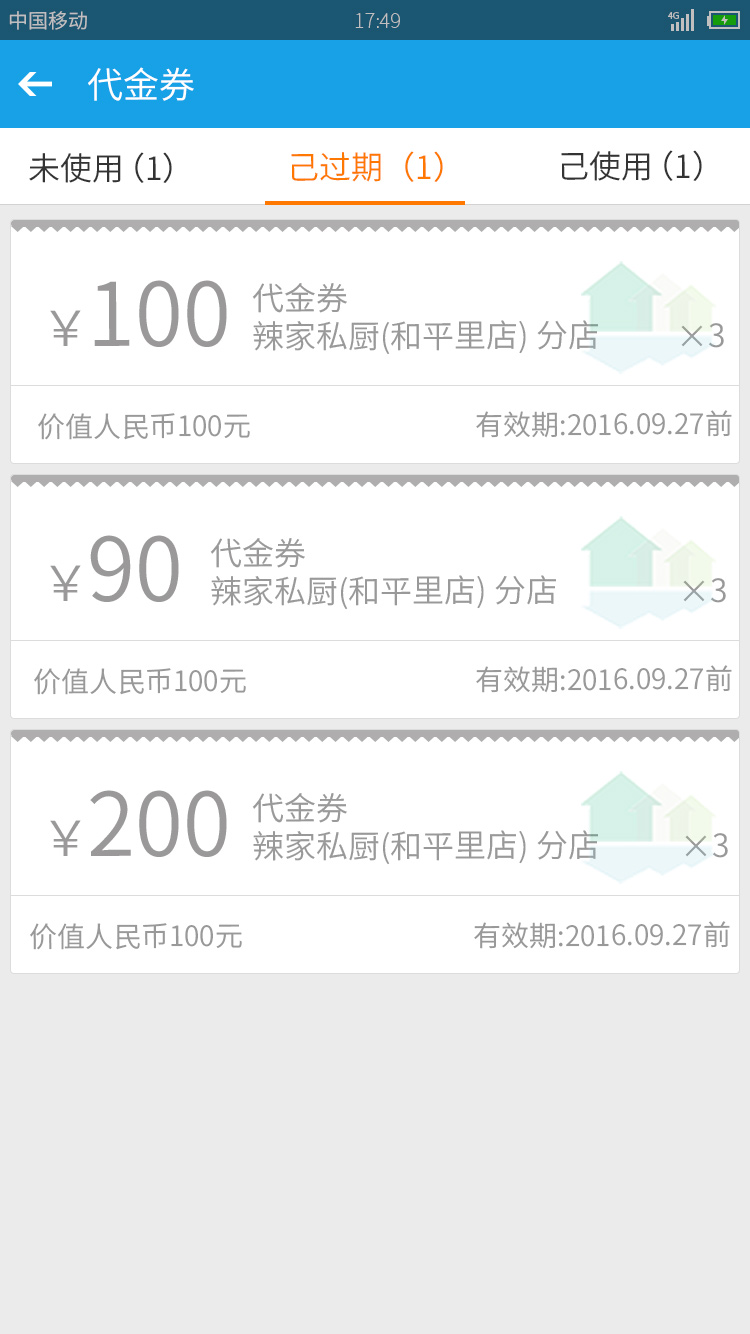 中国移动 17:49 4G
代金券
未使用 (1) 己过期（1） 己使用 (1)
¥100 代金券
辣家私厨(和平里店) 分店 ×3
价值人民币100元 有效期:2016.09.27前
¥90 代金券
辣家私厨(和平里店) 分店 ×3
价值人民币100元 有效期:2016.09.27前
¥200 代金券
辣家私厨(和平里店) 分店 ×3
价值人民币100元 有效期:2016.09.27前